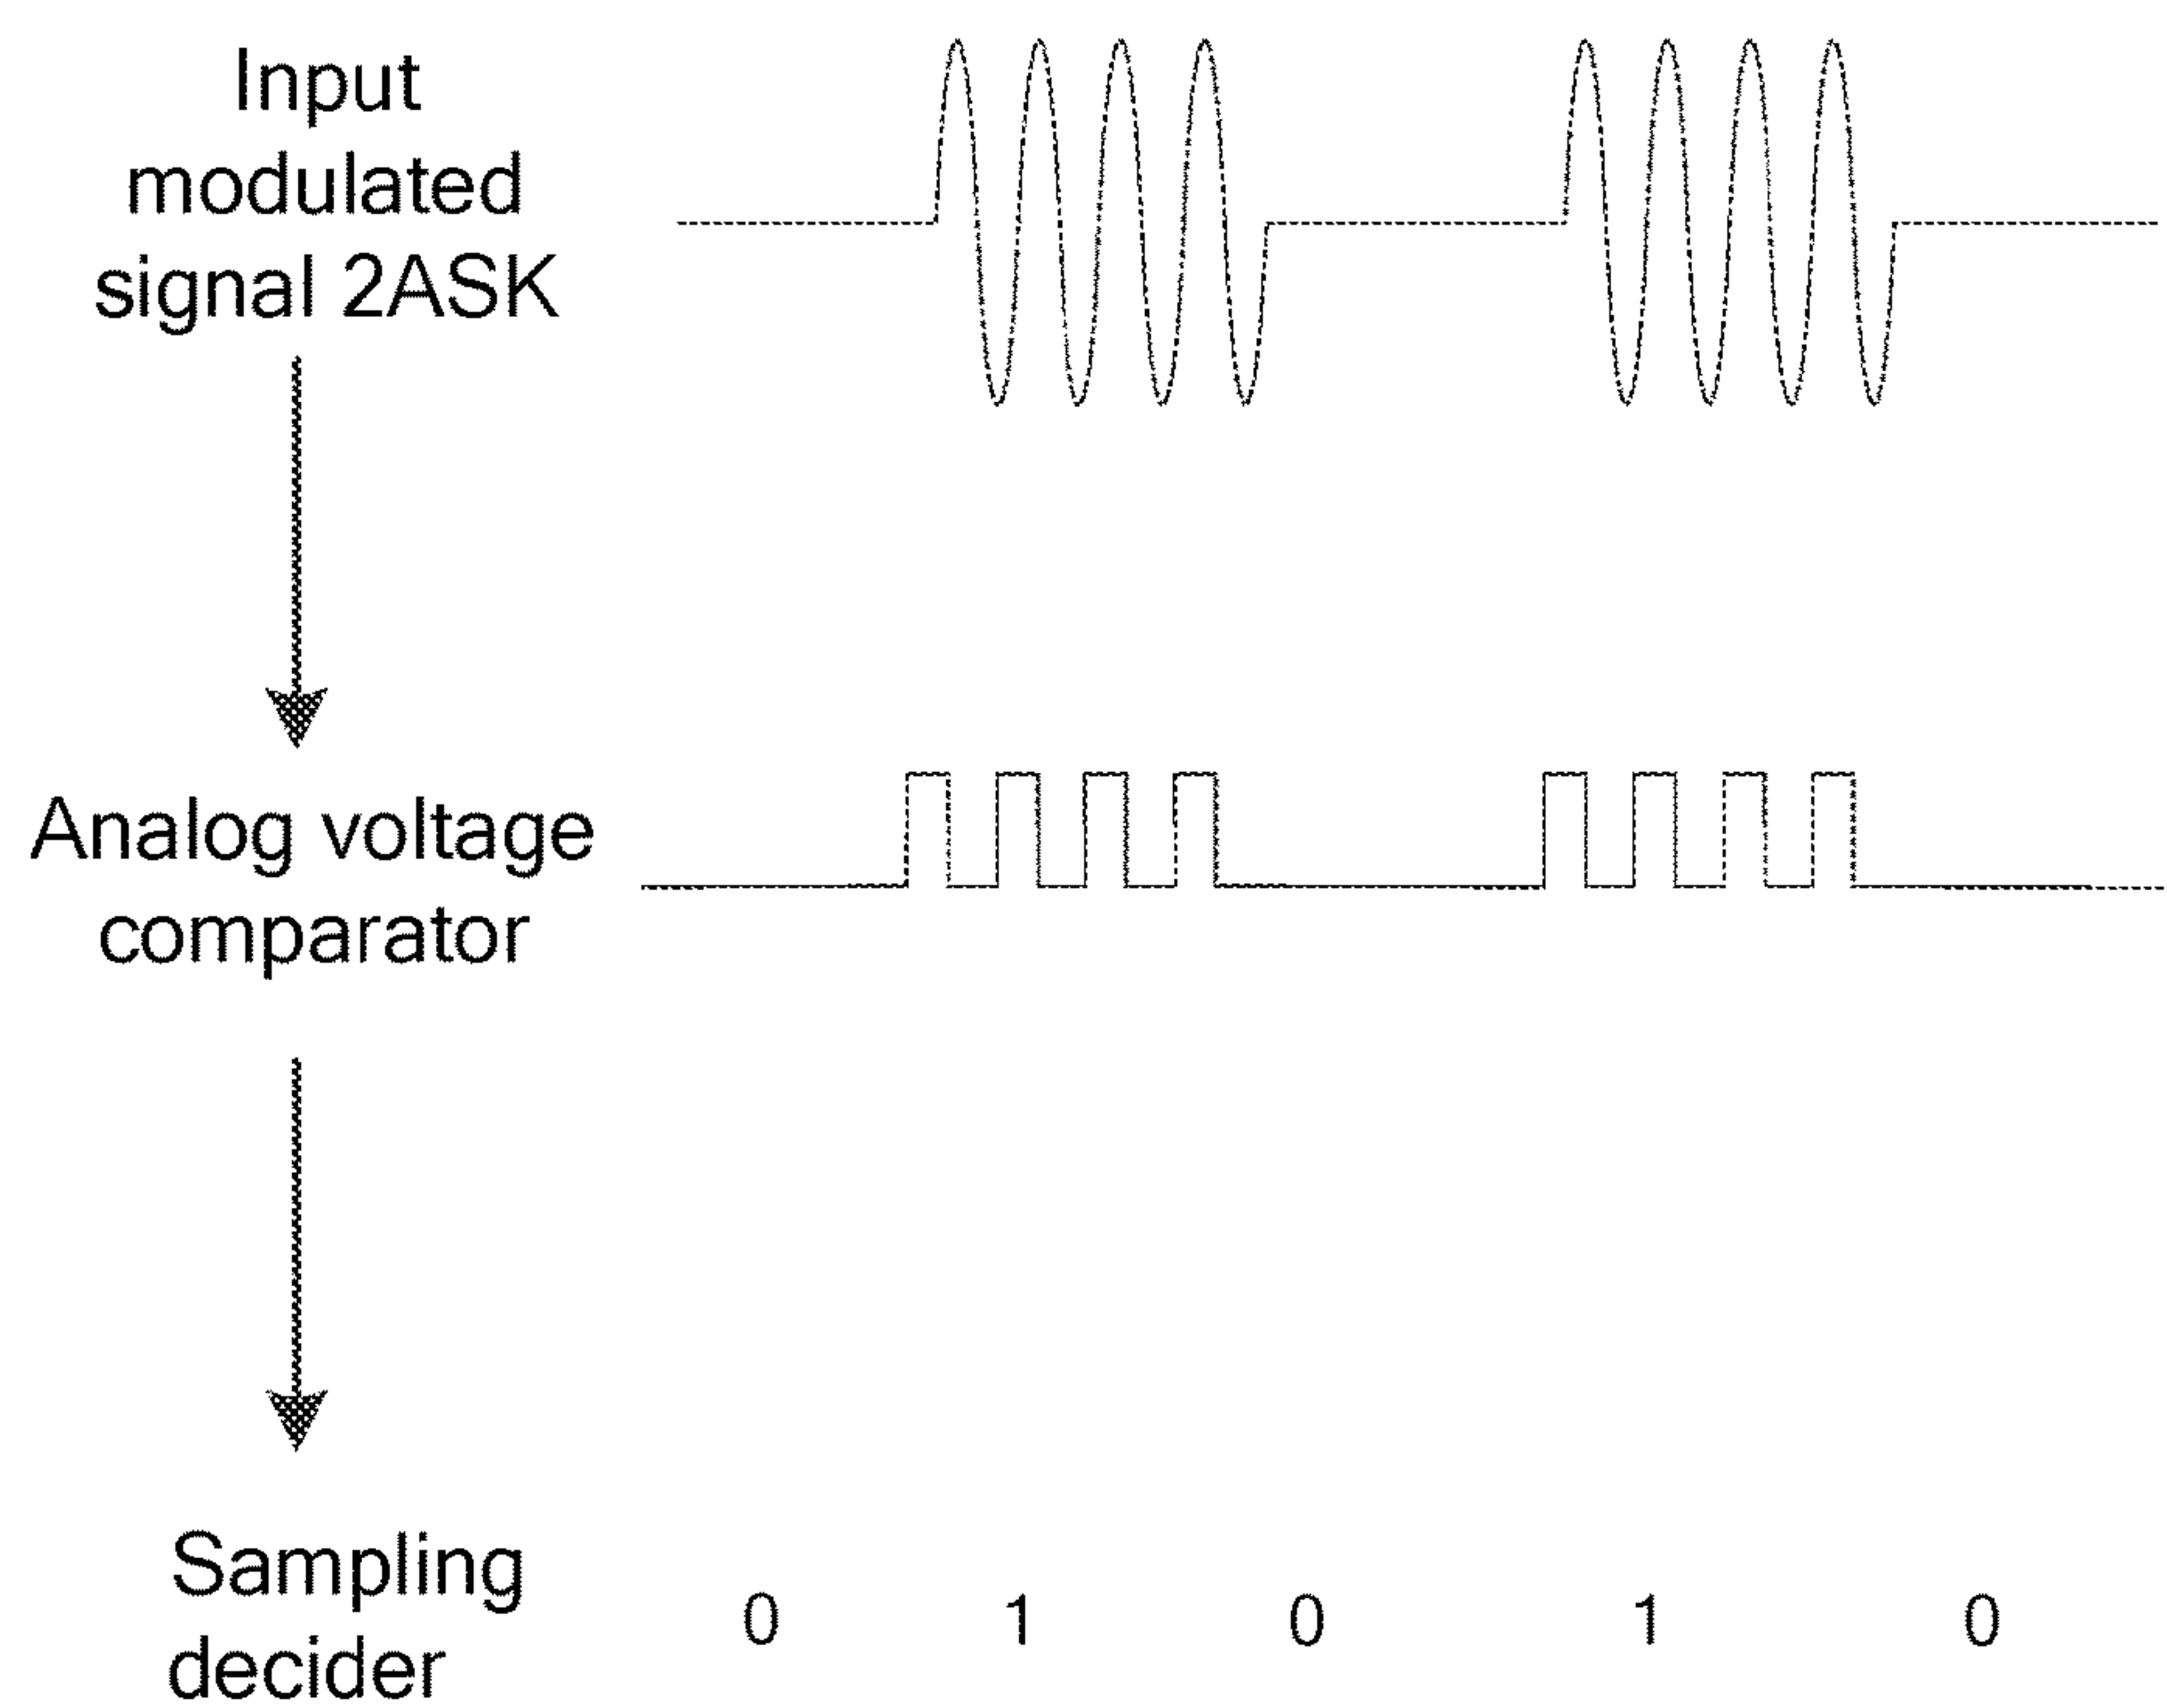 Input
modulated
signal 2ASK
Analog voltage
comparator
Sampling
decider
0 1 0 1 0